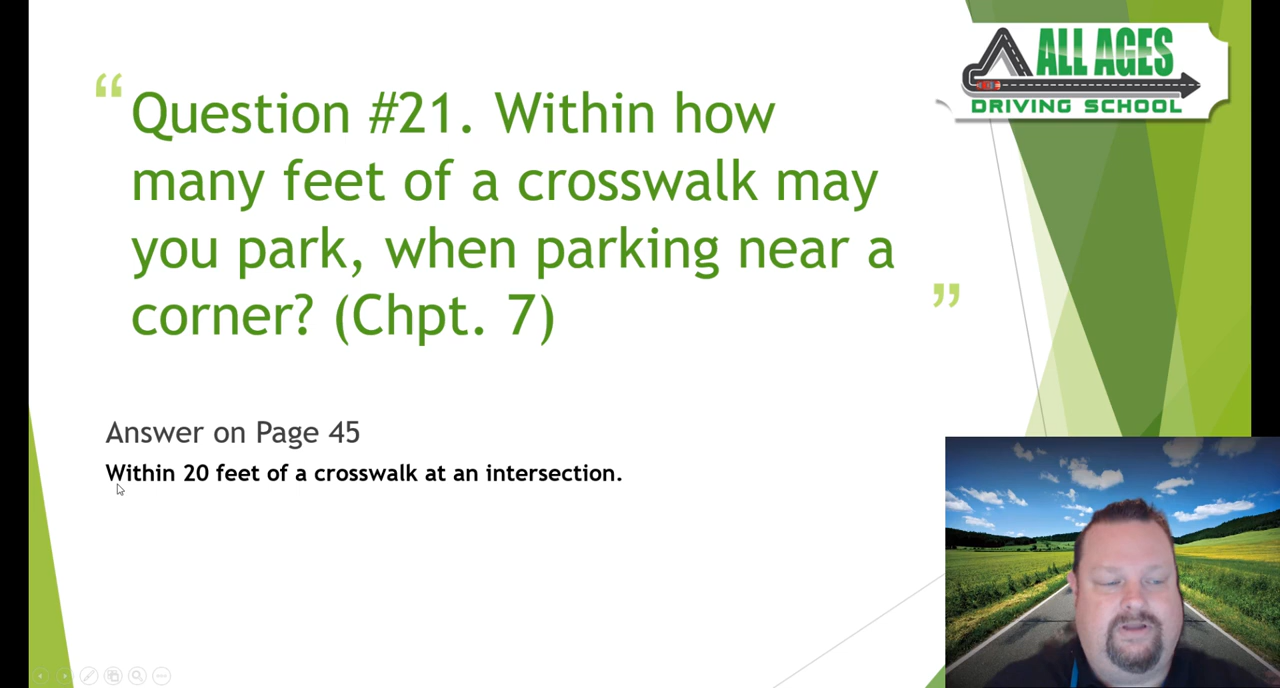 ALL AGES
DRIVING SCHOOL
“ Question #21. Within how
many feet of a crosswalk may
you park, when parking near a
corner? (Chpt. 7) ”
Answer on Page 45
Within 20 feet of a crosswalk at an intersection.